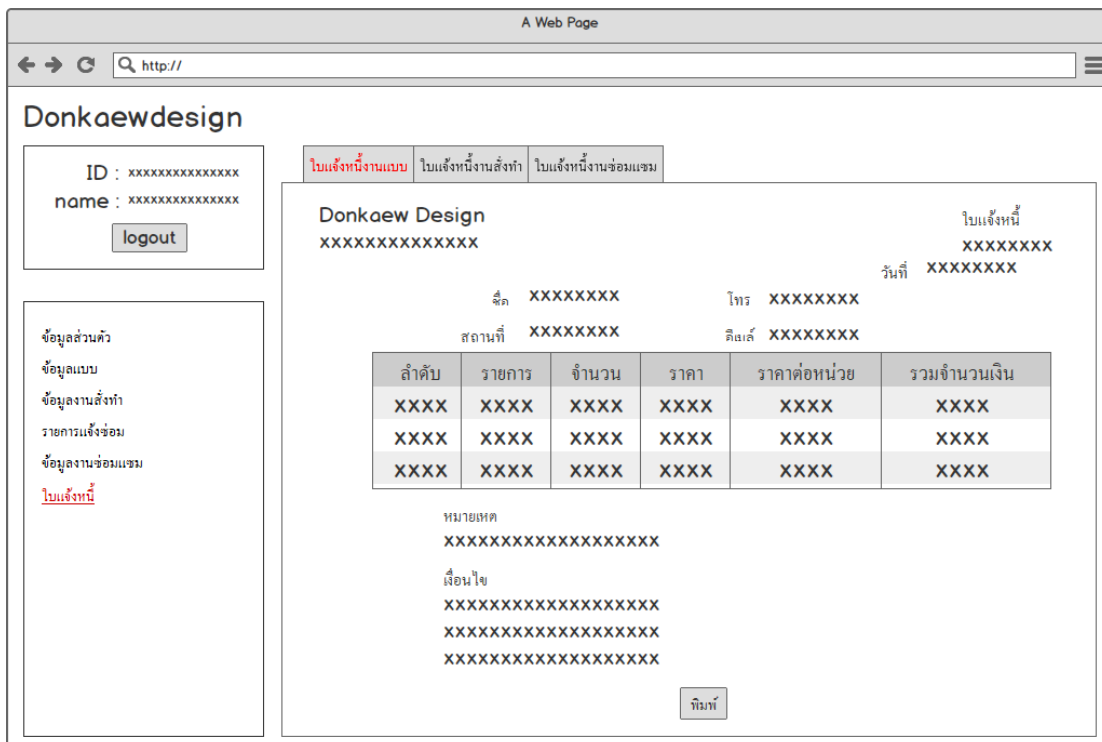 A Web Page
http://
Donkaewdesign
ID : xxxxxxxxxxxxxxx
name : xxxxxxxxxxxxxxx
logout
ข้อมูลส่วนตัว
ข้อมูลแบบ
ข้อมูลงานสั่งทำ
รายการแจ้งซ่อม
ข้อมูลงานซ่อมแซม
ใบแจ้งหนี้
ใบแจ้งหนี้งานแบบ ใบแจ้งหนี้งานสั่งทำ ใบแจ้งหนี้งานซ่อมแซม
Donkaew Design
xxxxxxxxxxxxxx
ใบแจ้งหนี้
xxxxxxxx
วันที่ xxxxxxxx
ชื่อ xxxxxxxx โทร xxxxxxxx
สถานที่ xxxxxxxx อีเมล์ xxxxxxxx
ลำดับ รายการ จำนวน ราคา ราคาต่อหน่วย รวมจำนวนเงิน
xxxx xxxx xxxx xxxx xxxx xxxx
xxxx xxxx xxxx xxxx xxxx xxxx
xxxx xxxx xxxx xxxx xxxx xxxx
หมายเหตุ
xxxxxxxxxxxxxxxxxxx
เงื่อนไข
xxxxxxxxxxxxxxxxxxx
xxxxxxxxxxxxxxxxxxx
xxxxxxxxxxxxxxxxxxx
พิมพ์